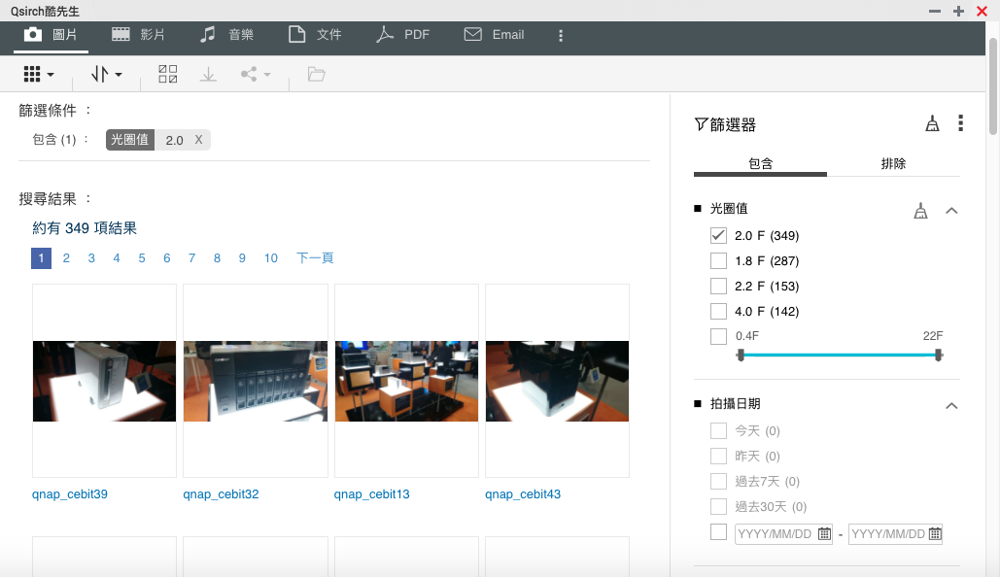 Qsirch酷先生
圖片 影片 音樂 文件 PDF Email
篩選條件 ：
包含 (1) ： 光圈值 2.0 X
搜尋結果 ：
約有 349 項結果
1 2 3 4 5 6 7 8 9 10 下一頁
qnap_cebit39 qnap_cebit32 qnap_cebit13 qnap_cebit43
篩選器
包含 排除
光圈值
2.0 F (349)
1.8 F (287)
2.2 F (153)
4.0 F (142)
0.4F 22F
拍攝日期
今天 (0)
昨天 (0)
過去7天 (0)
過去30天 (0)
YYYY/MM/DD - YYYY/MM/DD